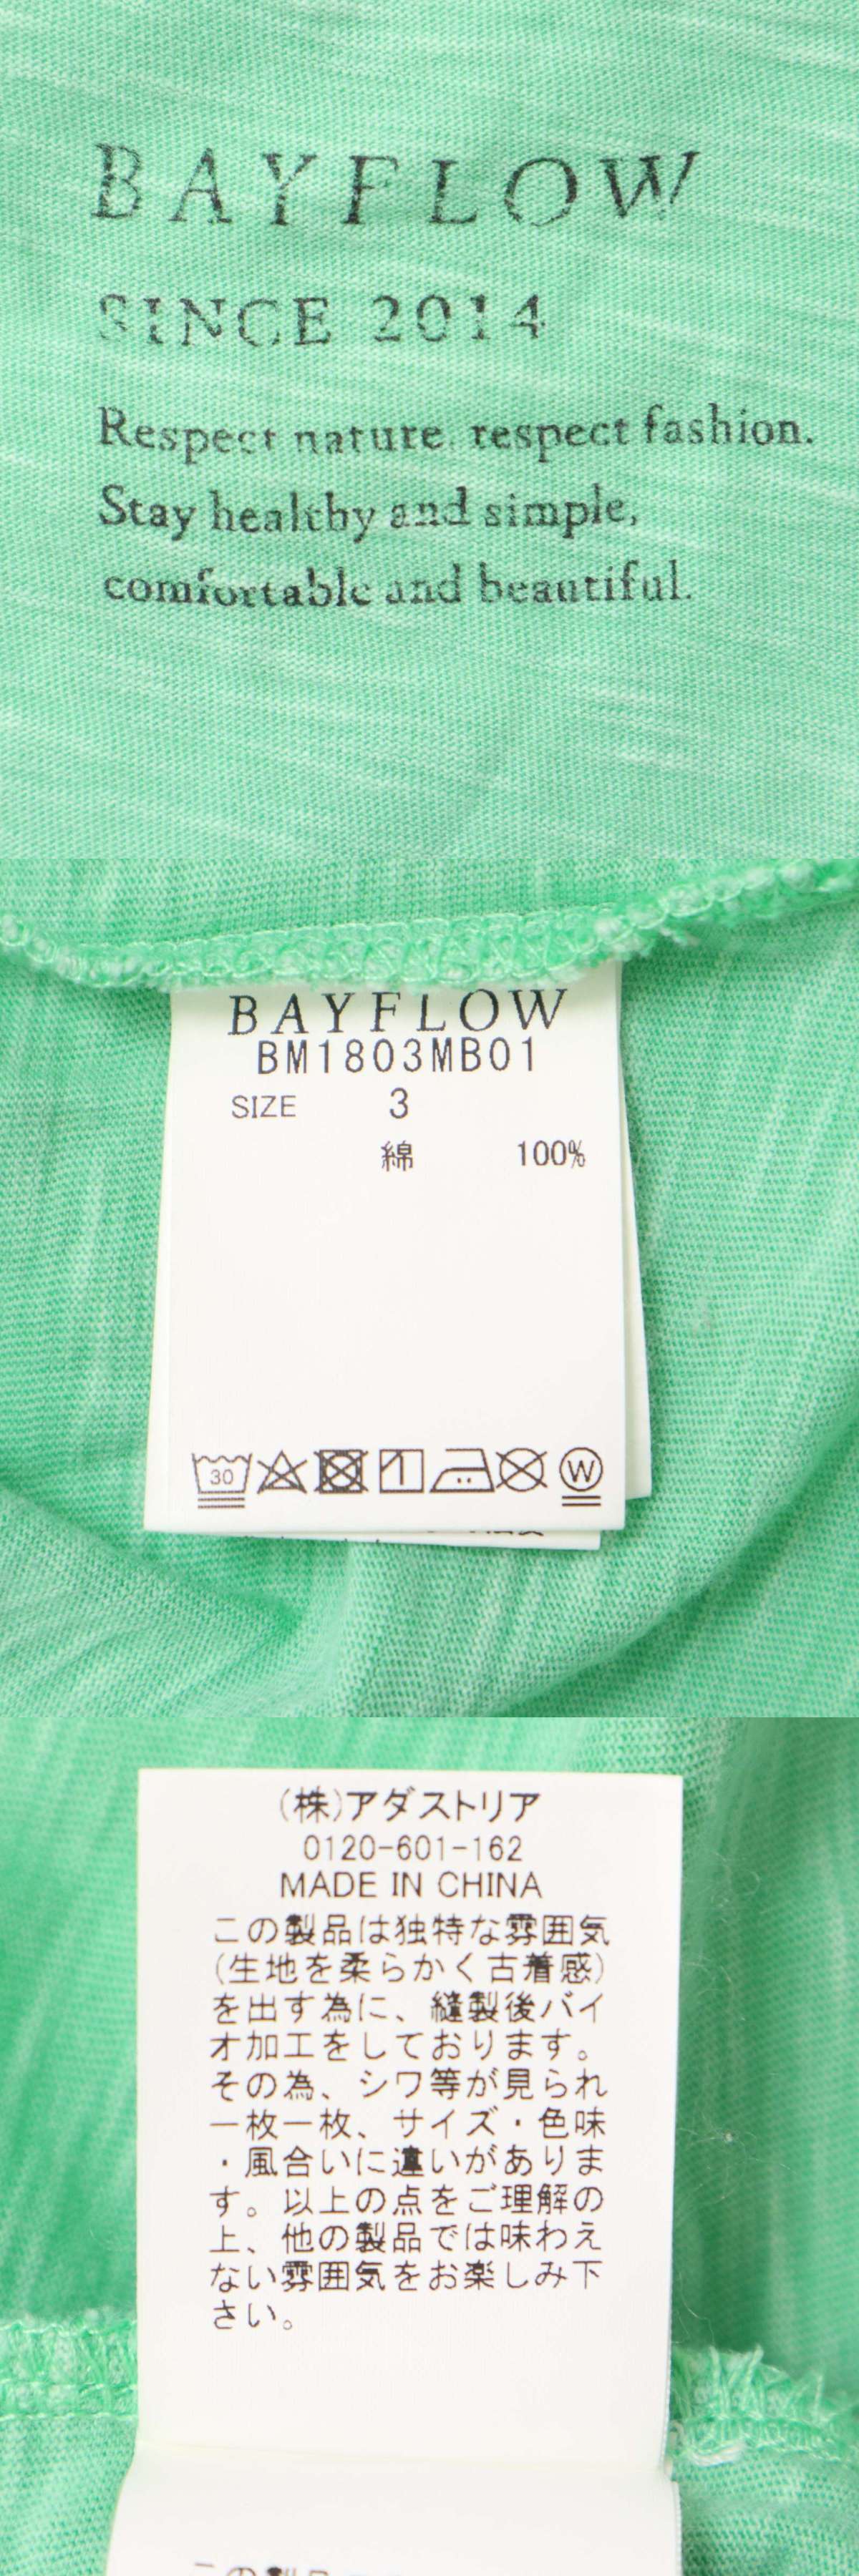 BAYFLOW
SINCE 2014
Respect nature. respect fashion.
Stay healthy and simple,
comfortable and beautiful.
BAYFLOW
BM1803MB01
SIZE 3
綿 100%
30
W
(株)アダストリア
0120-601-162
MADE IN CHINA
この製品は独特な雰囲気
(生地を柔らかく古着感)
を出す為に、縫製後バイ
オ加工をしております。
その為、シワ等が見られ
一枚一枚、サイズ・色味
・風合いに違いがありま
す。以上の点をご理解の
上、他の製品では味わえ
ない雰囲気をお楽しみ下
さい。